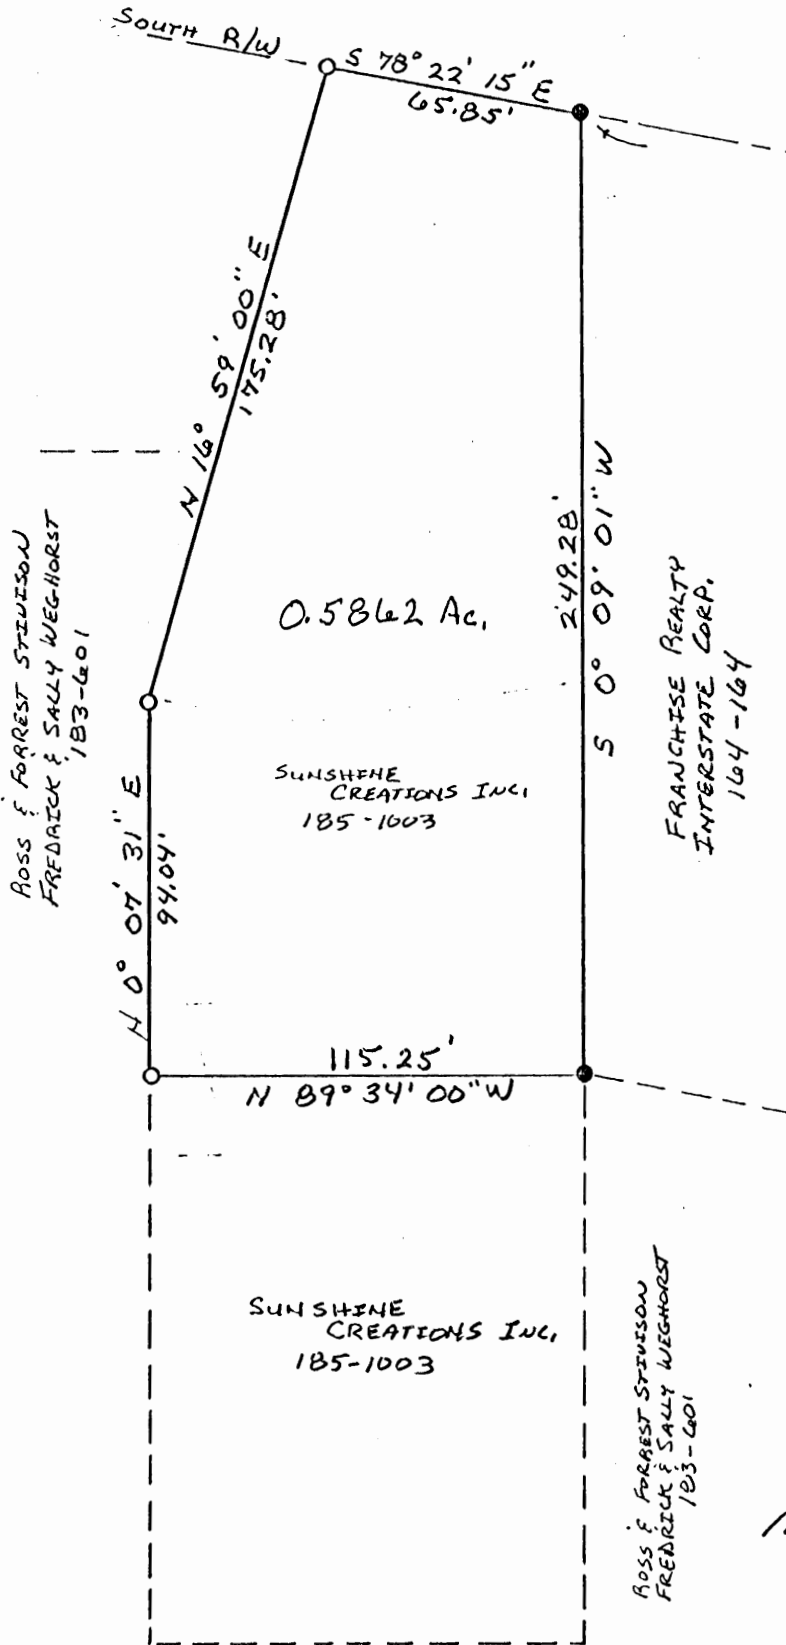 SOUTH R/W
S 78° 22' 15" E
65.85'
N 16° 59' 00" E
175.28'
249.28'
S 0° 09' 01" W
0.5862 Ac.
ROSS & FORREST STIVISON
FREDRICK & SALLY WEGHORST
183-601
FRANCHISE REALTY
INTERSTATE CORP.
164-164
SUNSHINE
CREATIONS INC.
185-1003
N 0° 07' 31" E
94.04'
115.25'
N 89° 34' 00" W
SUNSHINE
CREATIONS INC.
185-1003
ROSS & FORREST STIVISON
FREDRICK & SALLY WEGHORST
183-601